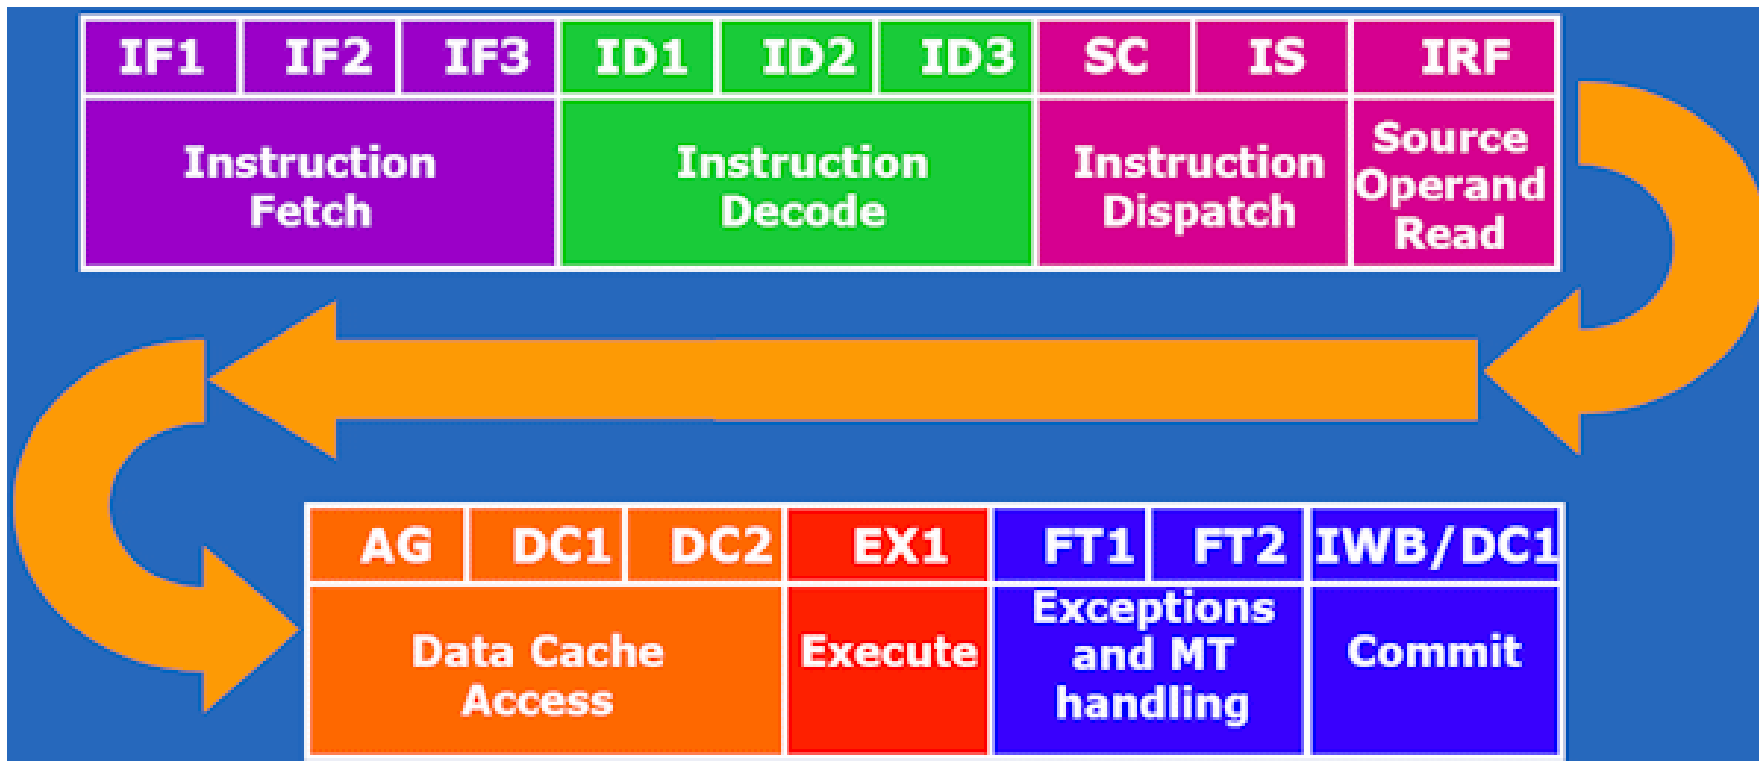 IF1 IF2 IF3 ID1 ID2 ID3 SC IS IRF
Instruction
Fetch
Instruction
Decode
Instruction
Dispatch
Source
Operand
Read
AG DC1 DC2 EX1 FT1 FT2 IWB/DC1
Data Cache
Access
Execute
Exceptions
and MT
handling
Commit